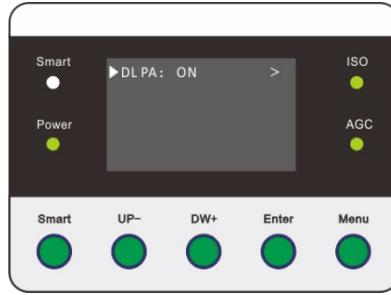 Smart
ISO
▶DL PA: ON >
Power
AGC
Smart UP- DW+ Enter Menu